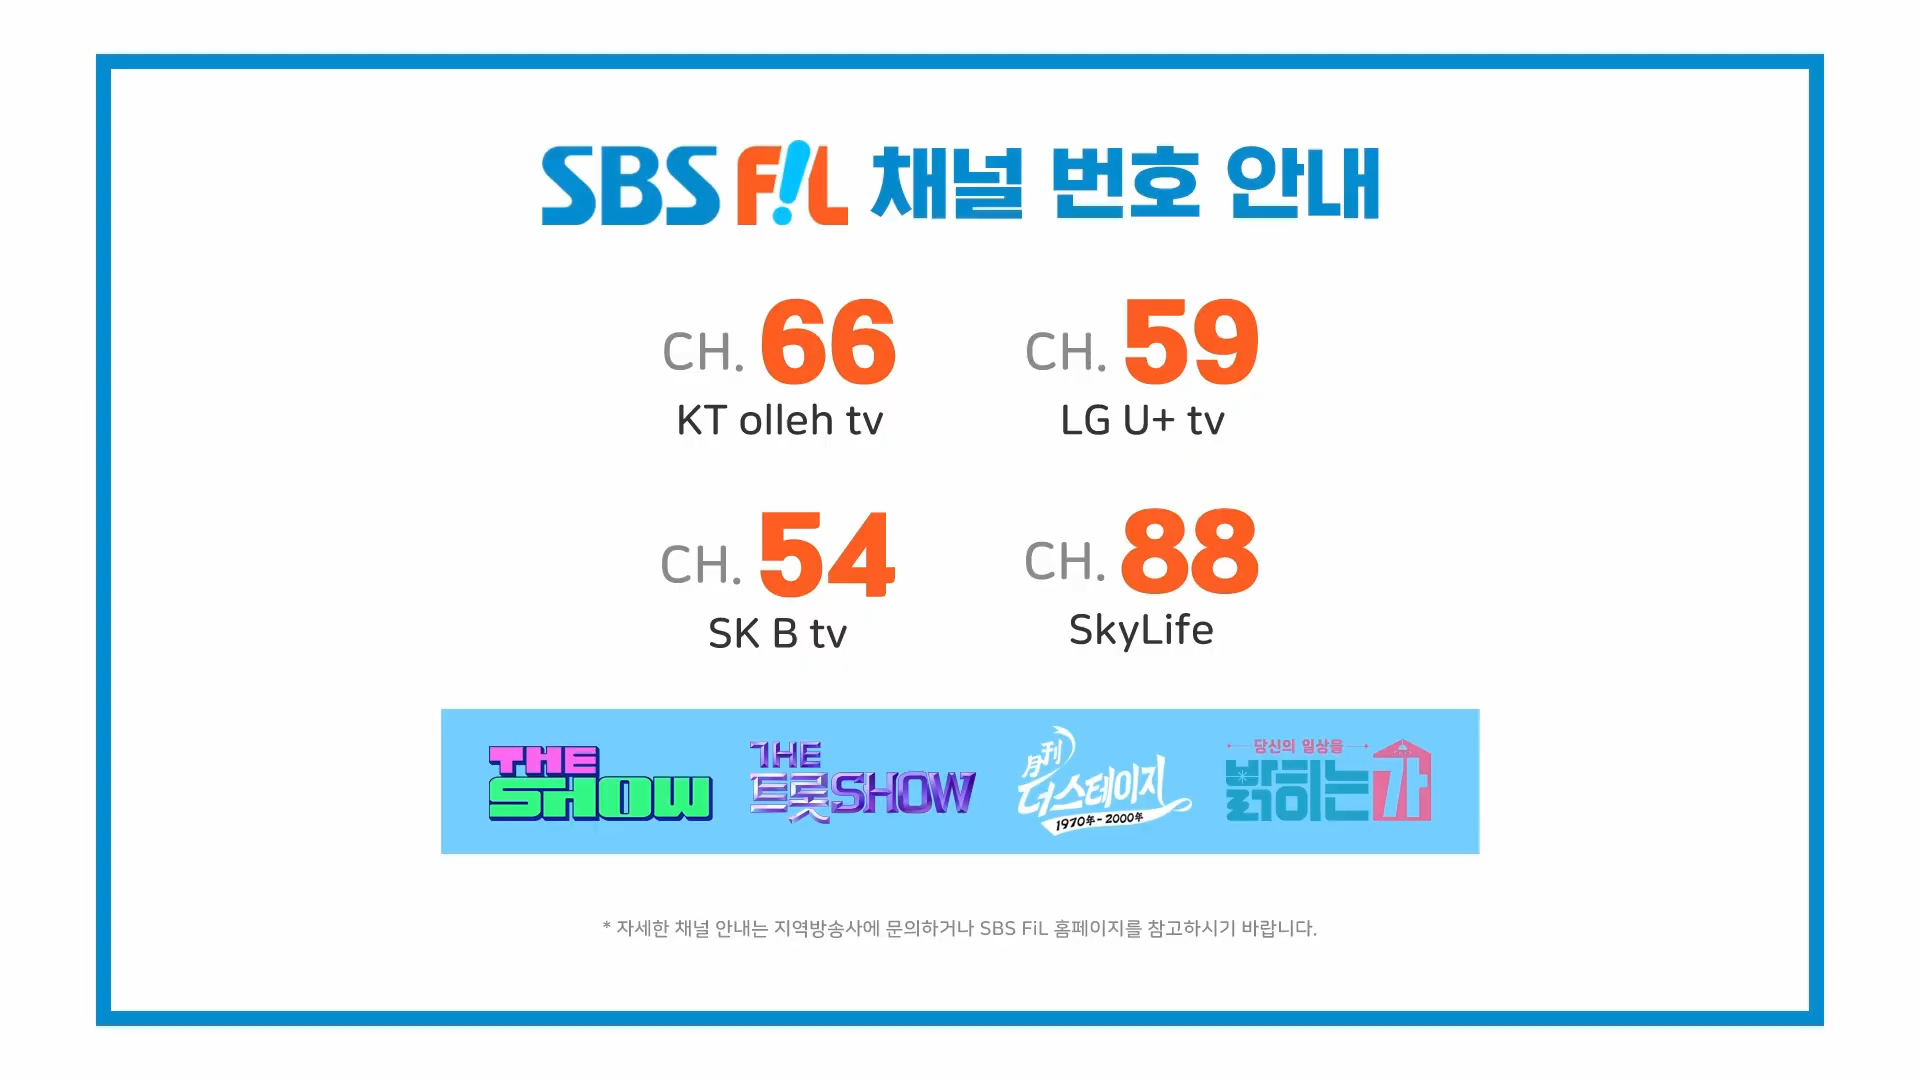 SBS F!L 채널 번호 안내
CH. 66
KT olleh tv
CH. 59
LG U+ tv
CH. 54
SK B tv
CH. 88
SkyLife
THE
SHOW
THE
트롯SHOW
月刊
더스테이지
1970年-2000年
당신의 일상을
밝히는가
* 자세한 채널 안내는 지역방송사에 문의하거나 SBS FiL 홈페이지를 참고하시기 바랍니다.